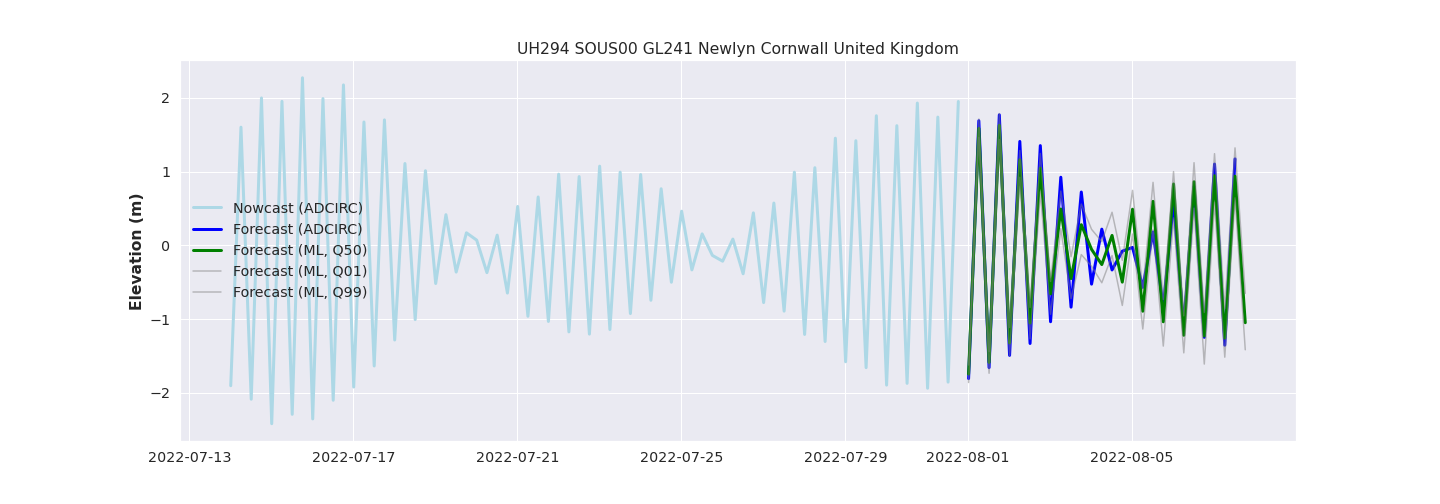 UH294 SOUS00 GL241 Newlyn Cornwall United Kingdom
2
1
0
−1
−2
Elevation (m)
Nowcast (ADCIRC)
Forecast (ADCIRC)
Forecast (ML, Q50)
Forecast (ML, Q01)
Forecast (ML, Q99)
2022-07-13 2022-07-17 2022-07-21 2022-07-25 2022-07-29 2022-08-01 2022-08-05